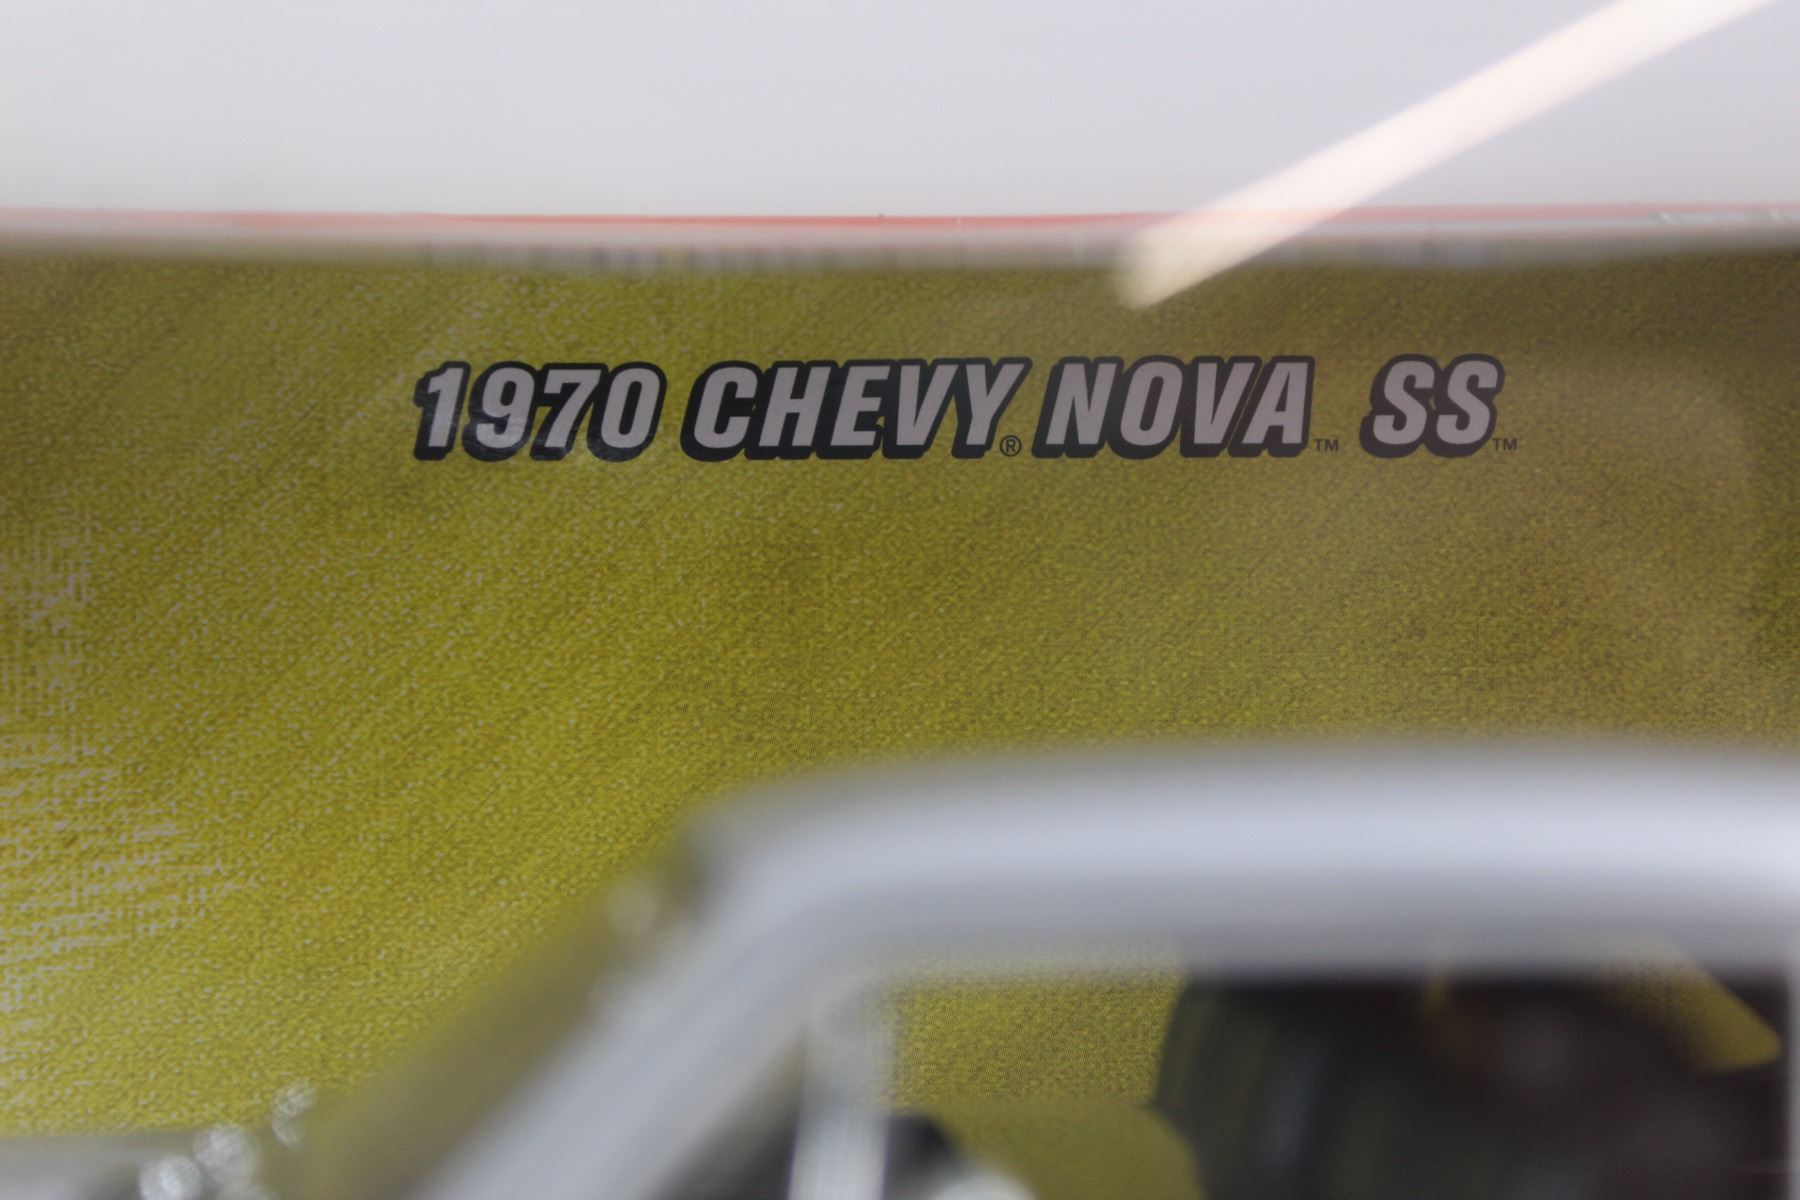 1970 CHEVY® NOVA™ SS™